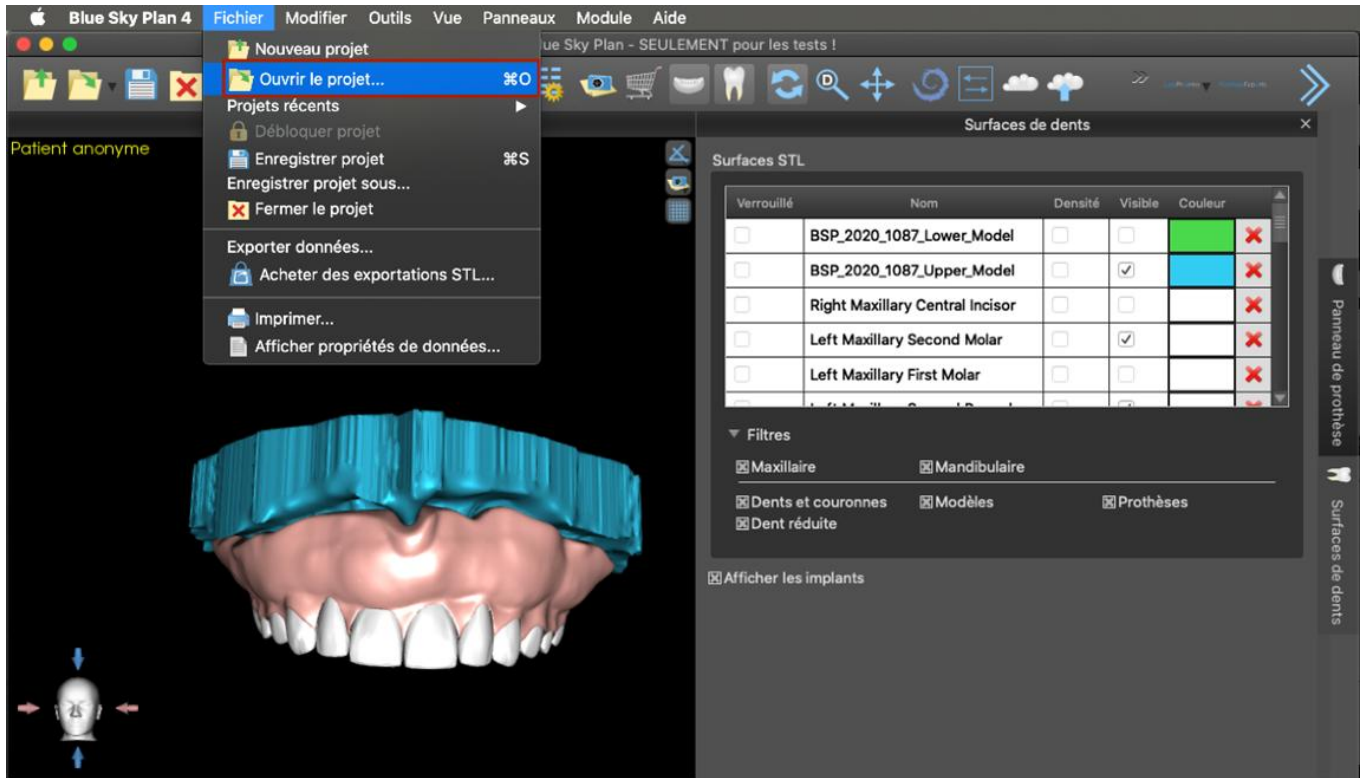 Blue Sky Plan 4 Fichier Modifier Outils Vue Panneaux Module Aide
ue Sky Plan - SEULEMENT pour les tests !
Nouveau projet
Ouvrir le projet... ⌘O
Projets récents
Débloquer projet
Enregistrer projet ⌘S
Enregistrer projet sous...
Fermer le projet
Exporter données...
Acheter des exportations STL...
Imprimer...
Afficher propriétés de données...
Patient anonyme
Surfaces de dents
Surfaces STL
Verrouillé Nom Densité Visible Couleur
BSP_2020_1087_Lower_Model
BSP_2020_1087_Upper_Model
Right Maxillary Central Incisor
Left Maxillary Second Molar
Left Maxillary First Molar
Filtres
Maxillaire Mandibulaire
Dents et couronnes Modèles Prothèses
Dent réduite
Afficher les implants
Panneau de prothèse
Surfaces de dents